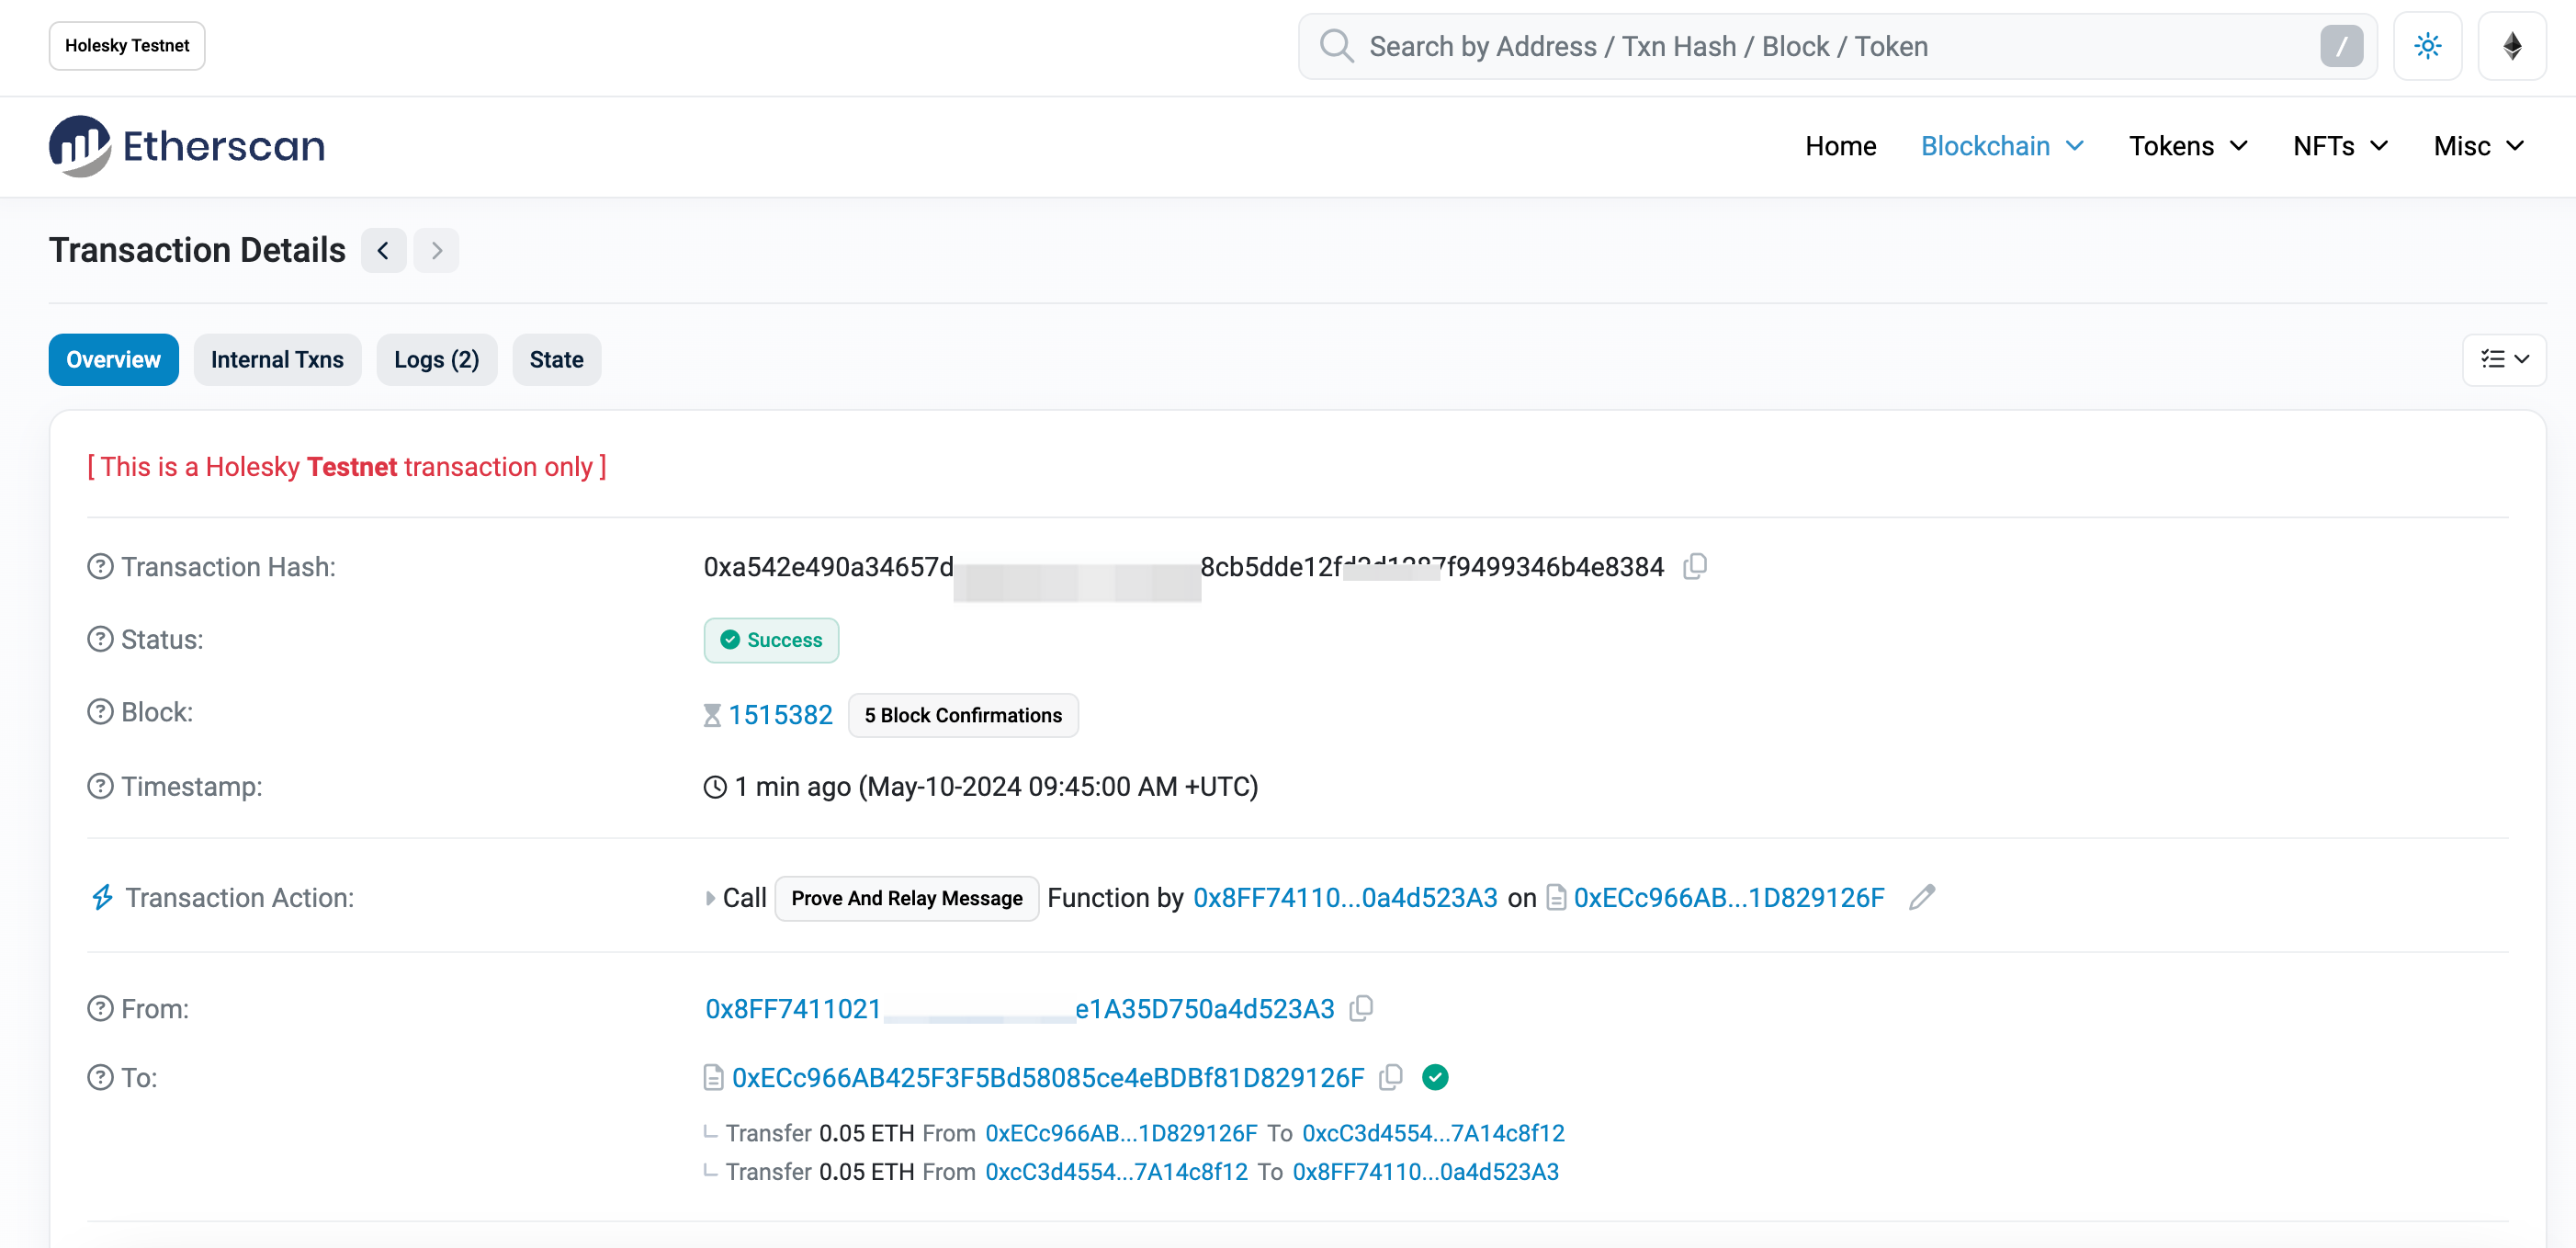 Holesky Testnet
Search by Address / Txn Hash / Block / Token /
Etherscan
Home Blockchain Tokens NFTs Misc
Transaction Details
Overview Internal Txns Logs (2) State
[ This is a Holesky Testnet transaction only ]
Transaction Hash: 0xa542e490a34657d 8cb5dde12f 7f9499346b4e8384
Status: Success
Block: 1515382 5 Block Confirmations
Timestamp: 1 min ago (May-10-2024 09:45:00 AM +UTC)
Transaction Action: Call Prove And Relay Message Function by 0x8FF74110...0a4d523A3 on 0xECc966AB...1D829126F
From: 0x8FF7411021 e1A35D750a4d523A3
To: 0xECc966AB425F3F5Bd58085ce4eBDBf81D829126F
Transfer 0.05 ETH From 0xECc966AB...1D829126F To 0xcC3d4554...7A14c8f12
Transfer 0.05 ETH From 0xcC3d4554...7A14c8f12 To 0x8FF74110...0a4d523A3